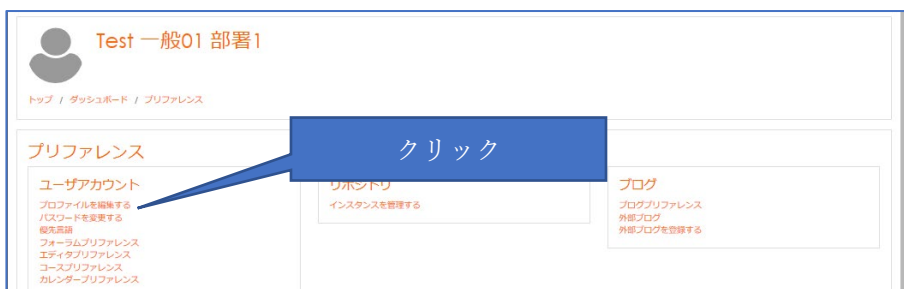 Test 一般01 部署1
トップ / ダッシュボード / プリファレンス
クリック
プリファレンス
ユーザアカウント
プロファイルを編集する
パスワードを変更する
優先言語
フォーラムプリファレンス
エディタプリファレンス
コースプリファレンス
カレンダープリファレンス
リポジトリ
インスタンスを管理する
ブログ
ブログプリファレンス
外部ブログ
外部ブログを登録する